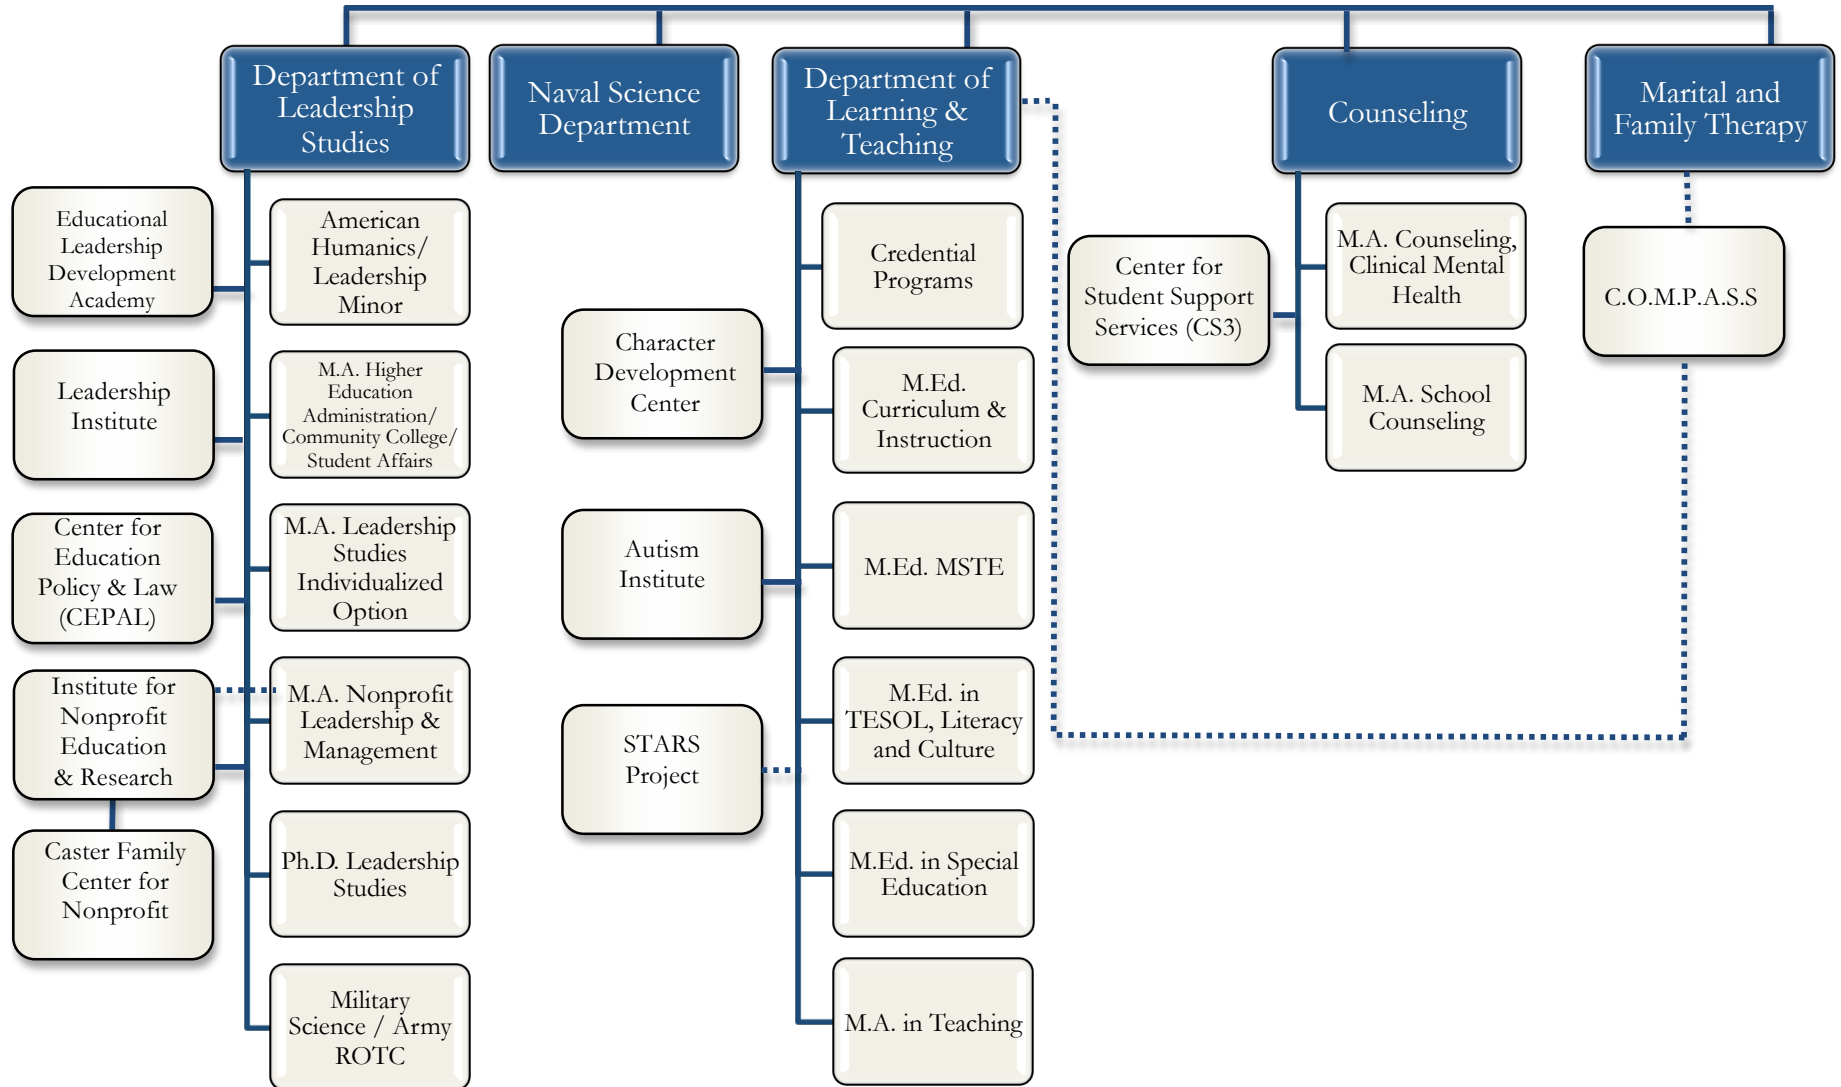 Department of
Leadership
Studies
Naval Science
Department
Department of
Learning &
Teaching
Counseling
Marital and
Family Therapy
Educational
Leadership
Development
Academy
Leadership
Institute
Center for
Education
Policy & Law
(CEPAL)
Institute for
Nonprofit
Education
& Research
Caster Family
Center for
Nonprofit
American
Humanics/
Leadership
Minor
M.A. Higher
Education
Administration/
Community College/
Student Affairs
M.A. Leadership
Studies
Individualized
Option
M.A. Nonprofit
Leadership &
Management
Ph.D. Leadership
Studies
Military
Science / Army
ROTC
Character
Development
Center
Autism
Institute
STARS
Project
Credential
Programs
M.Ed.
Curriculum &
Instruction
M.Ed. MSTE
M.Ed. in
TESOL, Literacy
and Culture
M.Ed. in Special
Education
M.A. in Teaching
Center for
Student Support
Services (CS3)
M.A. Counseling,
Clinical Mental
Health
M.A. School
Counseling
C.O.M.P.A.S.S